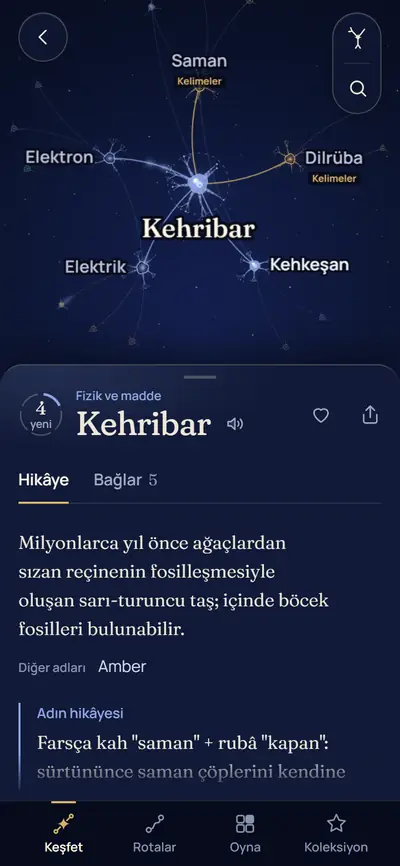 Saman
Kelimeler
Elektron
Dilrüba
Kelimeler
Kehribar
Elektrik
Kehkeşan
4
yeni
Fizik ve madde
Kehribar
Hikâye
Bağlar 5
Milyonlarca yıl önce ağaçlardan
sızan reçinenin fosilleşmesiyle
oluşan sarı-turuncu taş; içinde böcek
fosilleri bulunabilir.
Diğer adları Amber
Adın hikâyesi
Farsça kah "saman" + rubâ "kapan":
sürtününce saman çöplerini kendine
Keşfet
Rotalar
Oyna
Koleksiyon